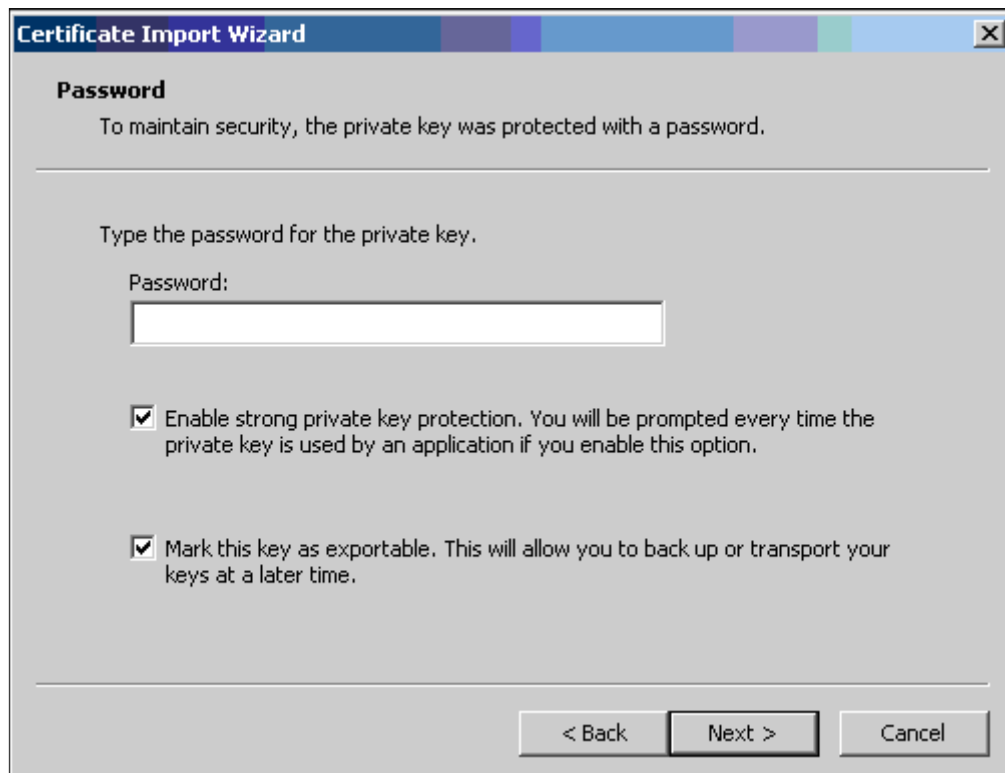 Certificate Import Wizard
Password
To maintain security, the private key was protected with a password.
Type the password for the private key.
Password:
Enable strong private key protection. You will be prompted every time the
private key is used by an application if you enable this option.
Mark this key as exportable. This will allow you to back up or transport your
keys at a later time.
< Back
Next >
Cancel